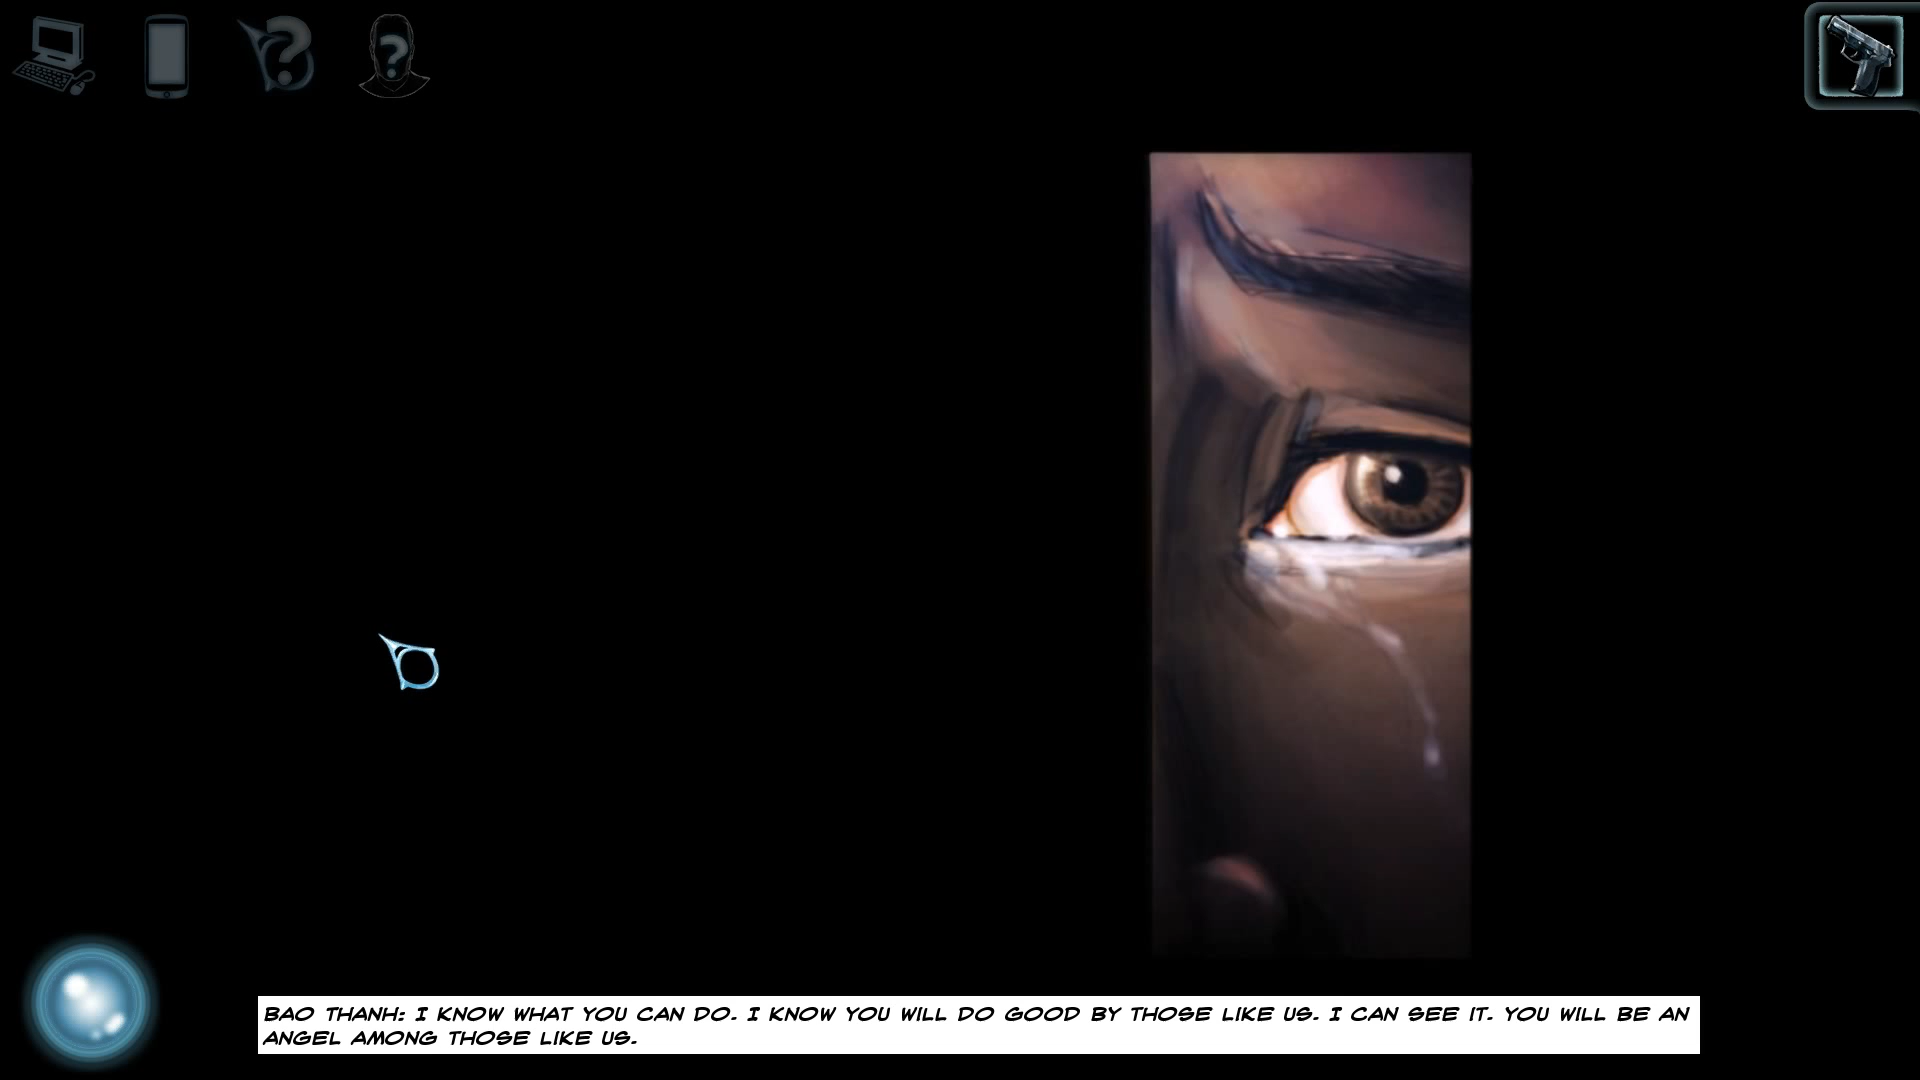 BAO THANH: I KNOW WHAT YOU CAN DO. I KNOW YOU WILL DO GOOD BY THOSE LIKE US. I CAN SEE IT. YOU WILL BE AN
ANGEL AMONG THOSE LIKE US.